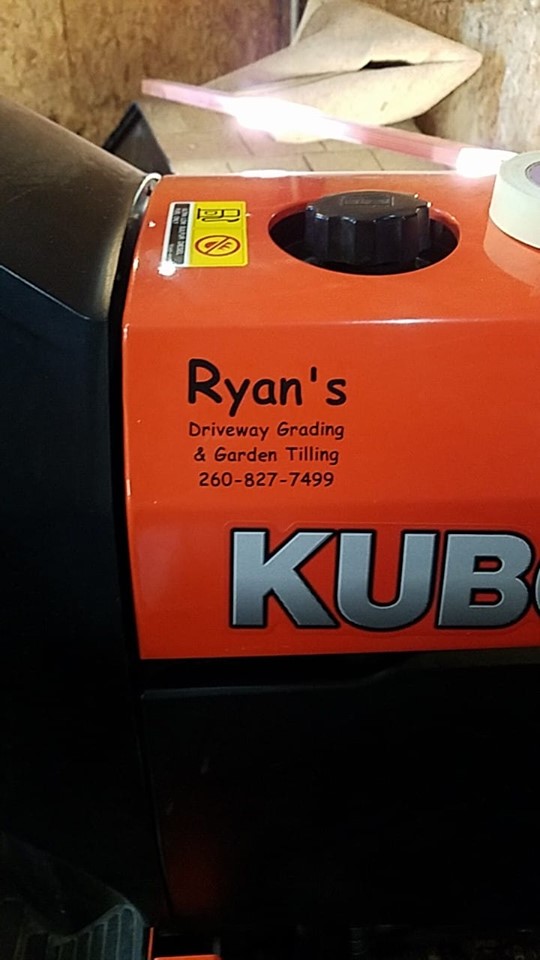 Ryan's
Driveway Grading
& Garden Tilling
260-827-7499
KUB